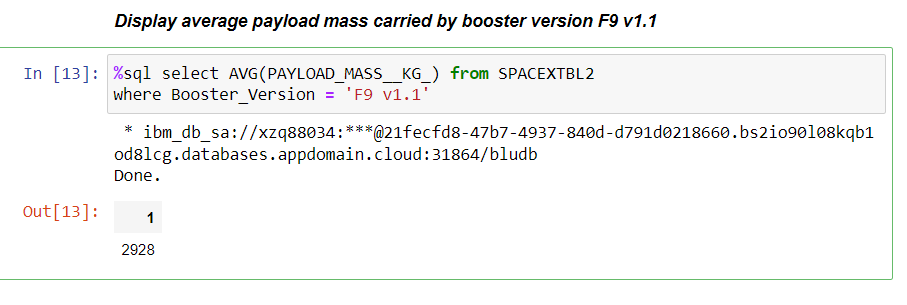 Display average payload mass carried by booster version F9 v1.1
In [13]: %sql select AVG(PAYLOAD_MASS__KG_) from SPACEXTBL2
where Booster_Version = 'F9 v1.1'
* ibm_db_sa://xzq88034:***@21fecfd8-47b7-4937-840d-d791d0218660.bs2io90l08kqb1
od8lcg.databases.appdomain.cloud:31864/bludb
Done.
Out[13]: 1
2928